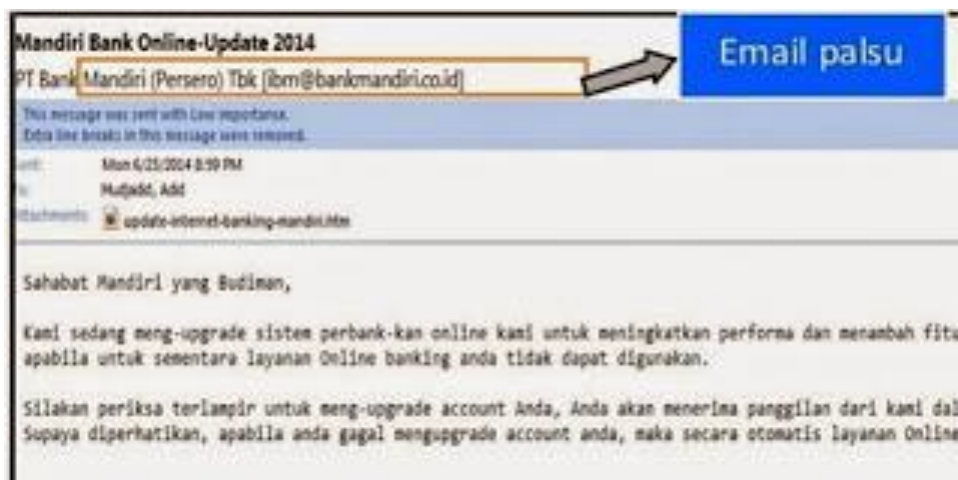 Mandiri Bank Online-Update 2014
Email palsu
PT Bank Mandiri (Persero) Tbk [ibm@bankmandiri.co.id]
This message was sent with Low importance.
Extra line breaks in this message were removed.
Mon 6/23/2014 8:59 PM
Add
Attachments: update-internet-banking-mandiri.htm
Sahabat Mandiri yang Budiman,
Kami sedang meng-upgrade sistem perbank-kan online kami untuk meningkatkan performa dan menambah fitu
apabila untuk sementara layanan Online banking anda tidak dapat digunakan.
Silakan periksa terlampir untuk meng-upgrade account Anda, Anda akan menerima panggilan dari kami dal
Supaya diperhatikan, apabila anda gagal mengupgrade account anda, maka secara otomatis layanan Online